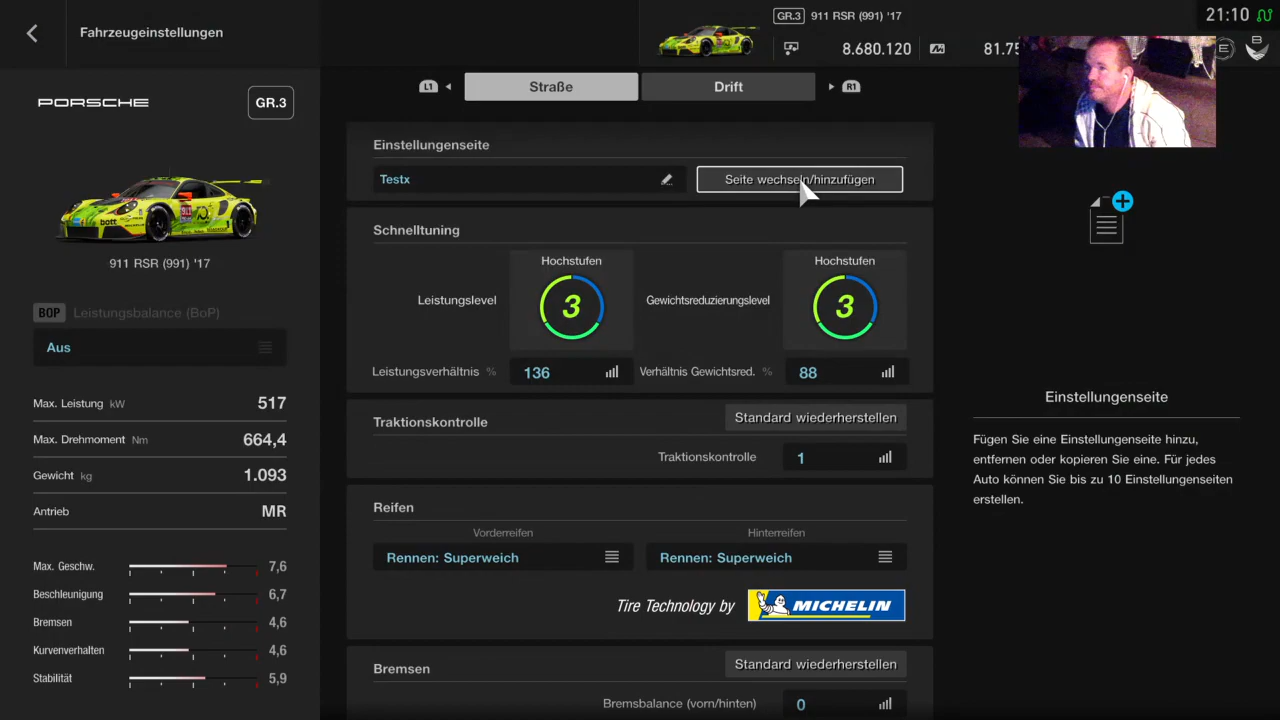 Fahrzeugeinstellungen
GR.3 911 RSR (991) '17
8.680.120
81.75
21:10
PORSCHE
GR.3
911 RSR (991) '17
BOP Leistungsbalance (BoP)
Aus
Max. Leistung kW 517
Max. Drehmoment Nm 664,4
Gewicht kg 1.093
Antrieb MR
Max. Geschw. 7,6
Beschleunigung 6,7
Bremsen 4,6
Kurvenverhalten 4,6
Stabilität 5,9
L1 Straße Drift R1
Einstellungenseite
Testx Seite wechseln/hinzufügen
Schnelltuning
Hochstufen Hochstufen
Leistungslevel 3 Gewichtsreduzierungslevel 3
Leistungsverhältnis % 136 Verhältnis Gewichtsred. % 88
Traktionskontrolle Standard wiederherstellen
Traktionskontrolle 1
Reifen
Vorderreifen Hinterreifen
Rennen: Superweich Rennen: Superweich
Tire Technology by MICHELIN
Bremsen Standard wiederherstellen
Bremsbalance (vorn/hinten) 0
Einstellungenseite
Fügen Sie eine Einstellungenseite hinzu,
entfernen oder kopieren Sie eine. Für jedes
Auto können Sie bis zu 10 Einstellungenseiten
erstellen.